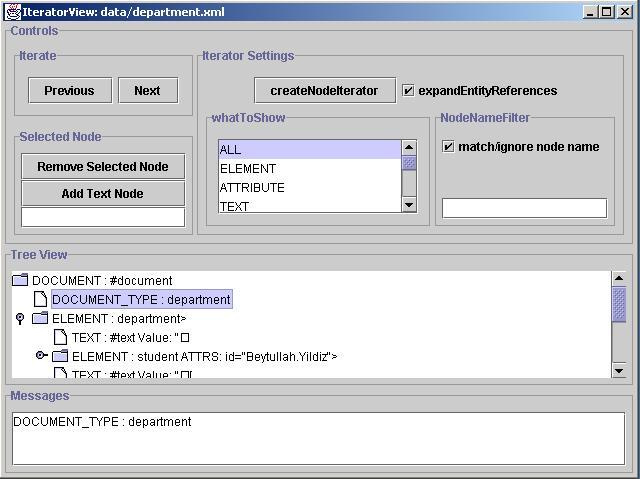 IteratorView: data/department.xml
Controls
Iterate
Previous
Next
Iterator Settings
createNodeIterator
expandEntityReferences
whatToShow
ALL
ELEMENT
ATTRIBUTE
TEXT
NodeNameFilter
match/ignore node name
Selected Node
Remove Selected Node
Add Text Node
Tree View
DOCUMENT : #document
DOCUMENT_TYPE : department
ELEMENT : department>
TEXT : #text Value: "□
ELEMENT : student ATTRS: id="Beytullah.Yildiz">
TEXT : #text Value: "□[
Messages
DOCUMENT_TYPE : department